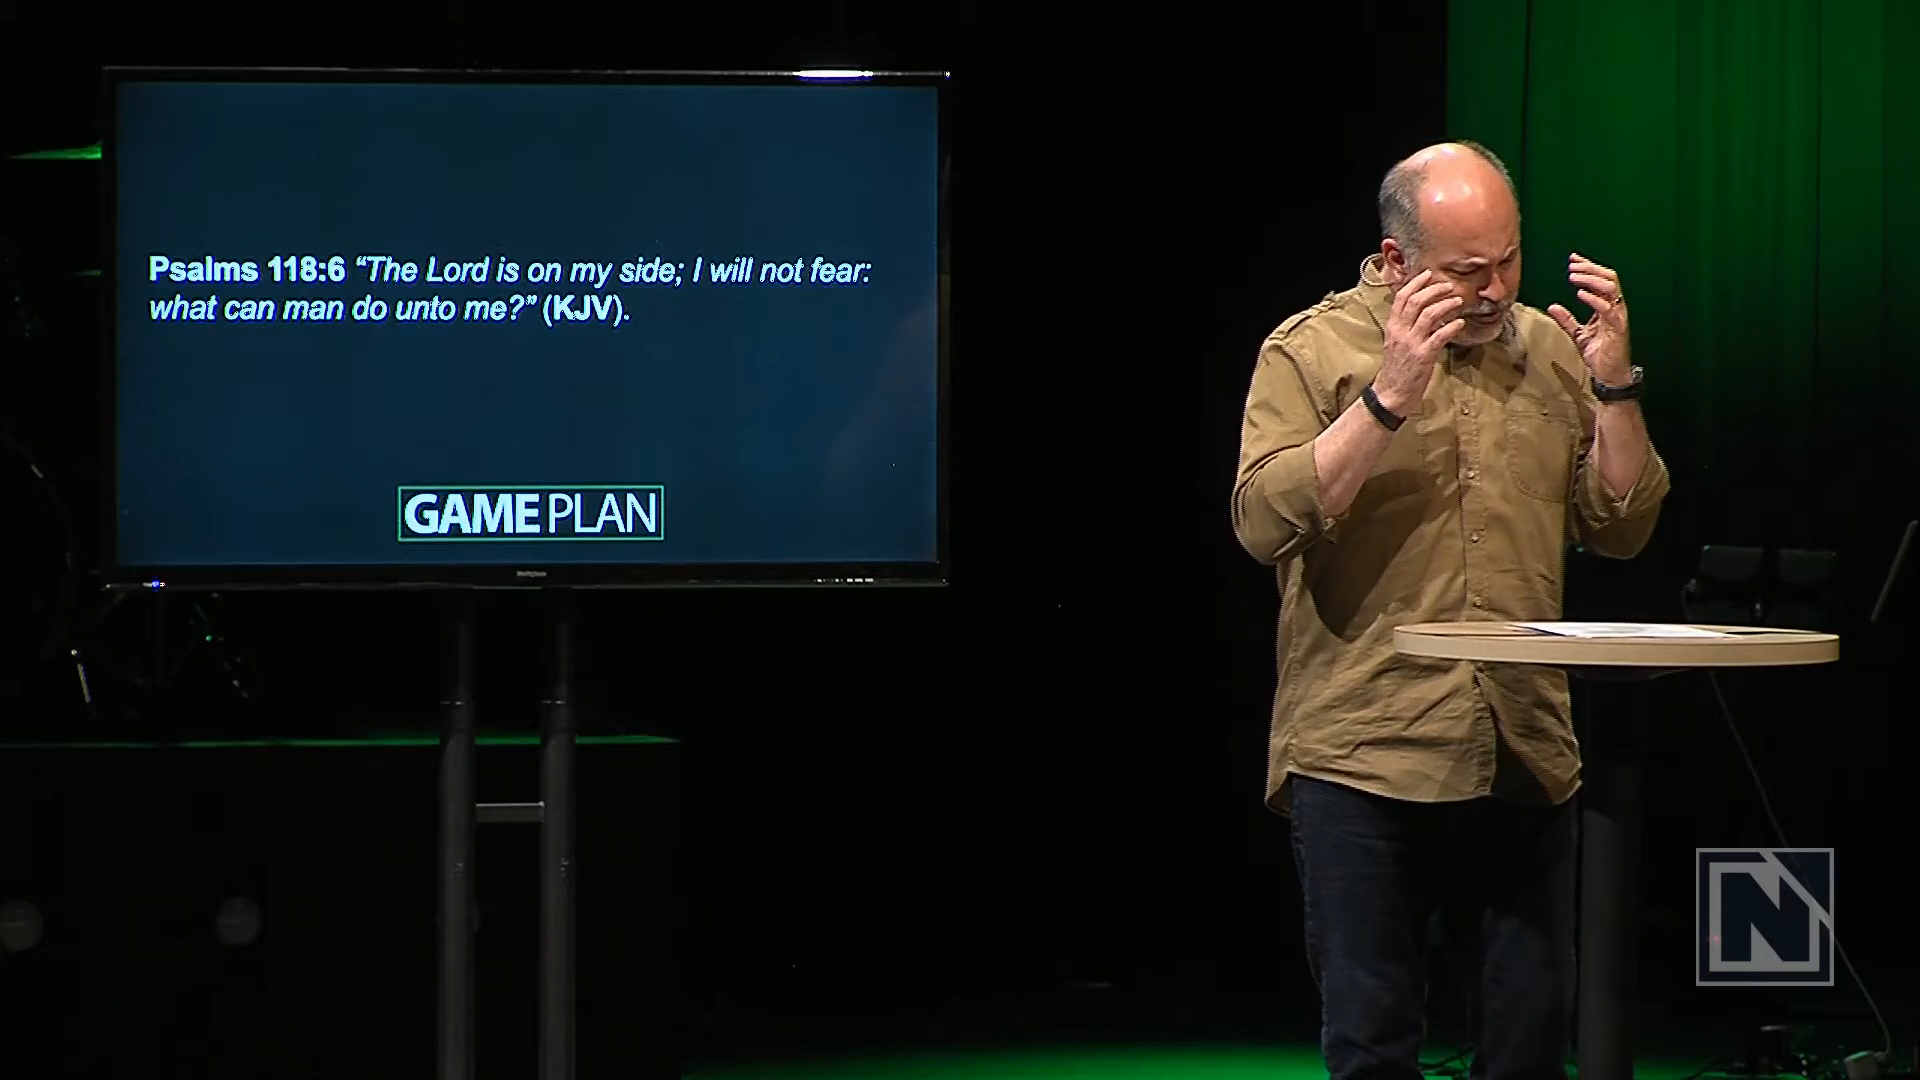 Psalms 118:6 “The Lord is on my side; I will not fear:
what can man do unto me?” (KJV).
GAME PLAN
N